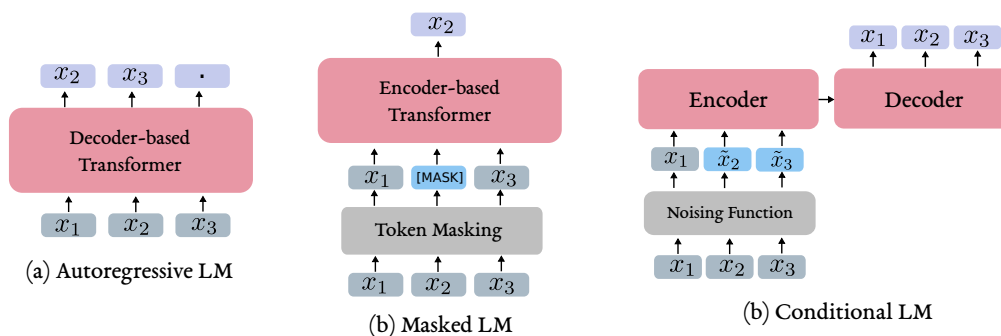 x₂ x₃ .
Decoder-based
Transformer
x₁ x₂ x₃
(a) Autoregressive LM
x₂
Encoder-based
Transformer
x₁ [MASK] x₃
Token Masking
x₁ x₂ x₃
(b) Masked LM
x₁ x₂ x₃
Encoder Decoder
x₁ x̃₂ x̃₃
Noising Function
x₁ x₂ x₃
(b) Conditional LM